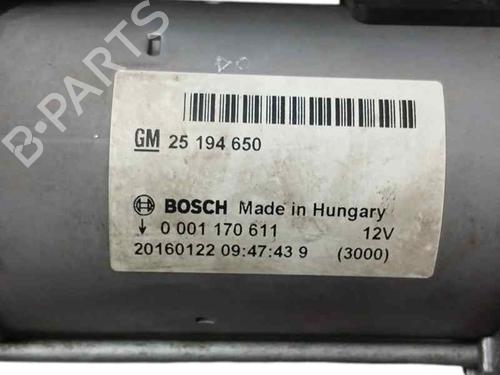 B-PARTS
GM 25 194 650
BOSCH Made in Hungary
0 001 170 611 12V
20160122 09:47:43 9 (3000)